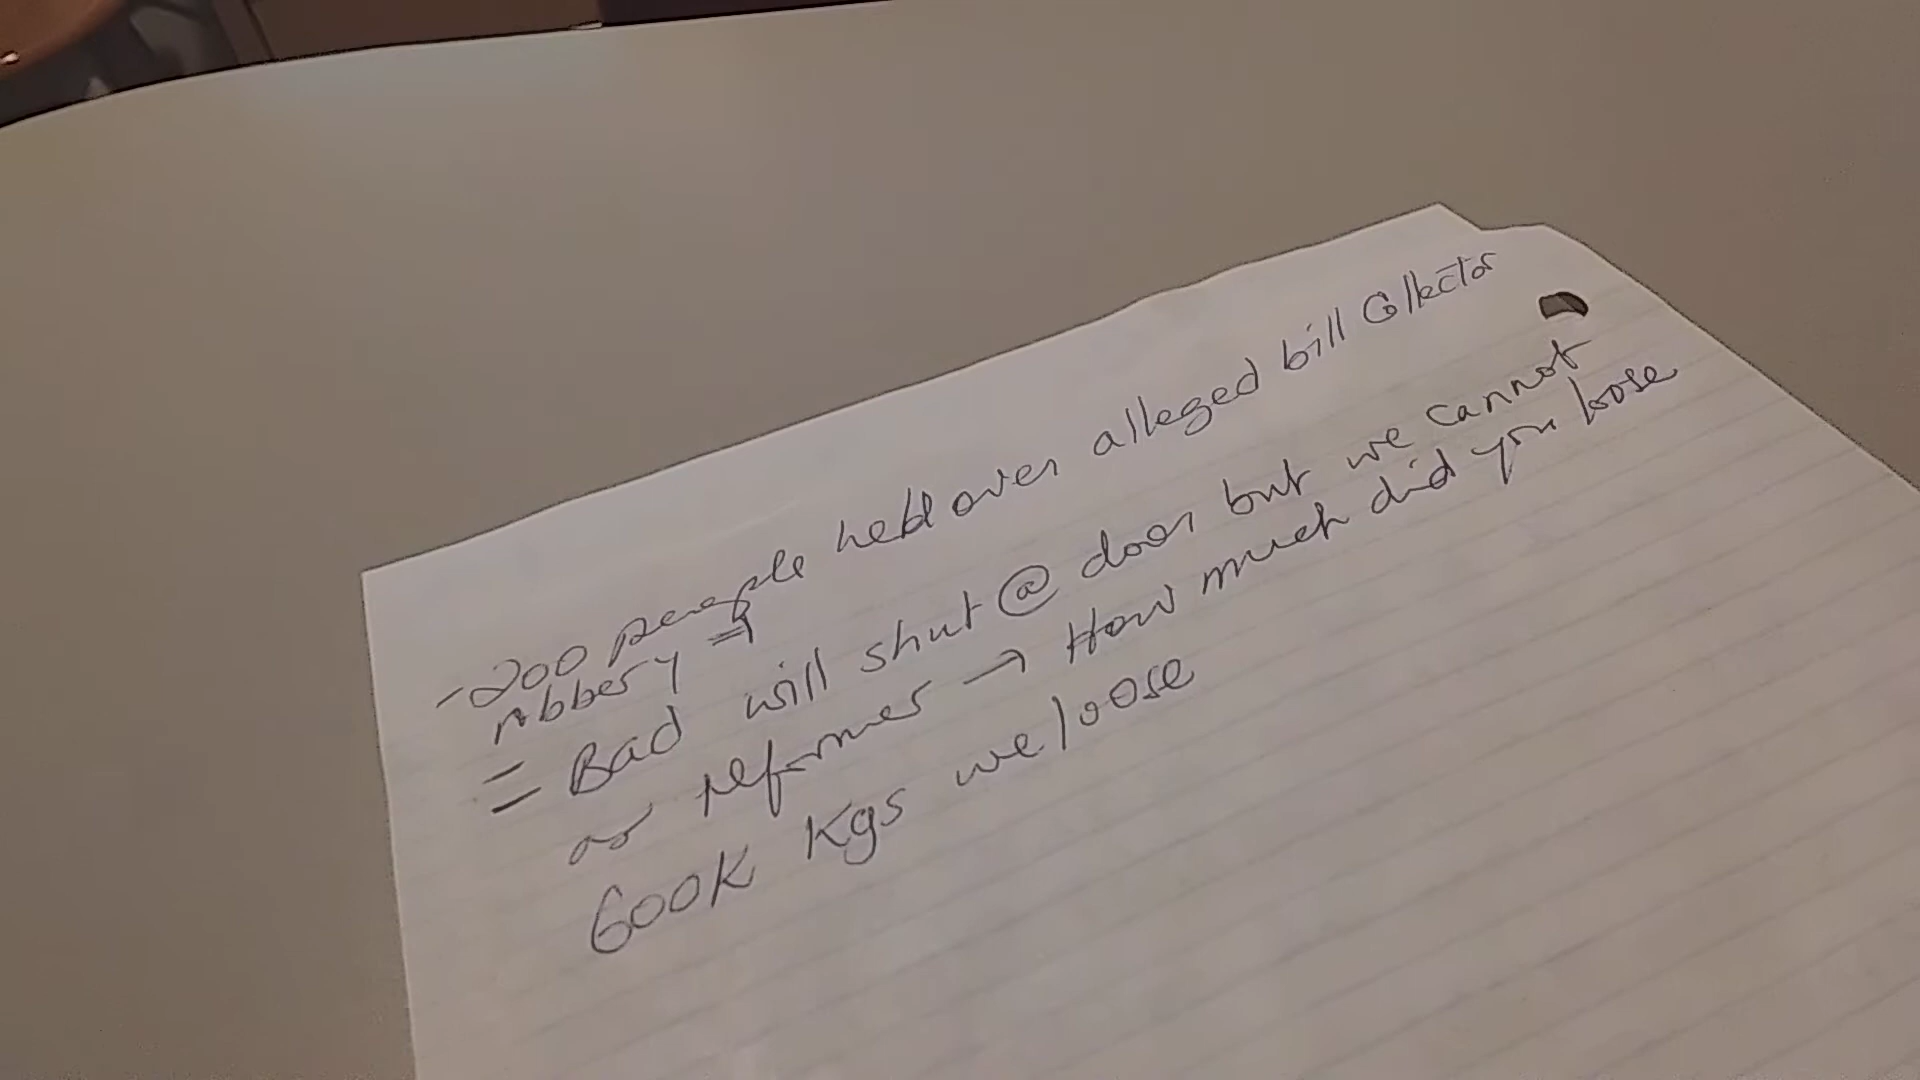 -200 people held over alleged bill Collector
robbery =
= Bad will shut @ door but we cannot
as reformer → How much did you loose
600K Kgs we loose